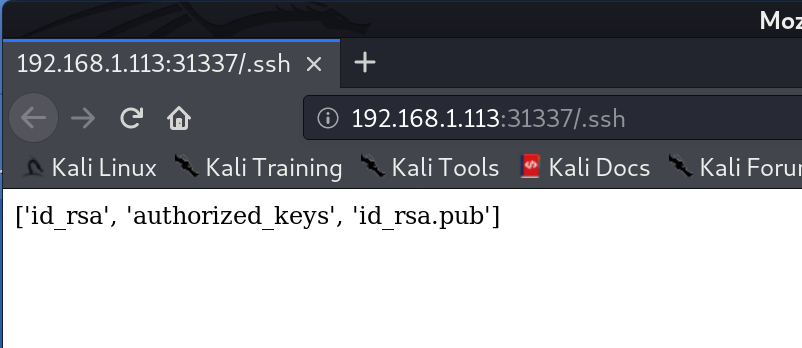 Moz
192.168.1.113:31337/.ssh
192.168.1.113:31337/.ssh
Kali Linux Kali Training Kali Tools Kali Docs Kali Forur
['id_rsa', 'authorized_keys', 'id_rsa.pub']